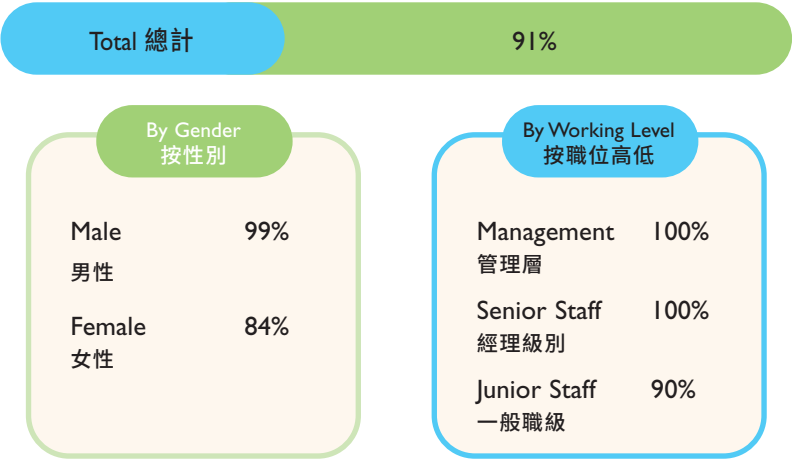 Total 總計 91%
By Gender
按性別
Male 99%
男性
Female 84%
女性
By Working Level
按職位高低
Management 100%
管理層
Senior Staff 100%
經理級別
Junior Staff 90%
一般職級